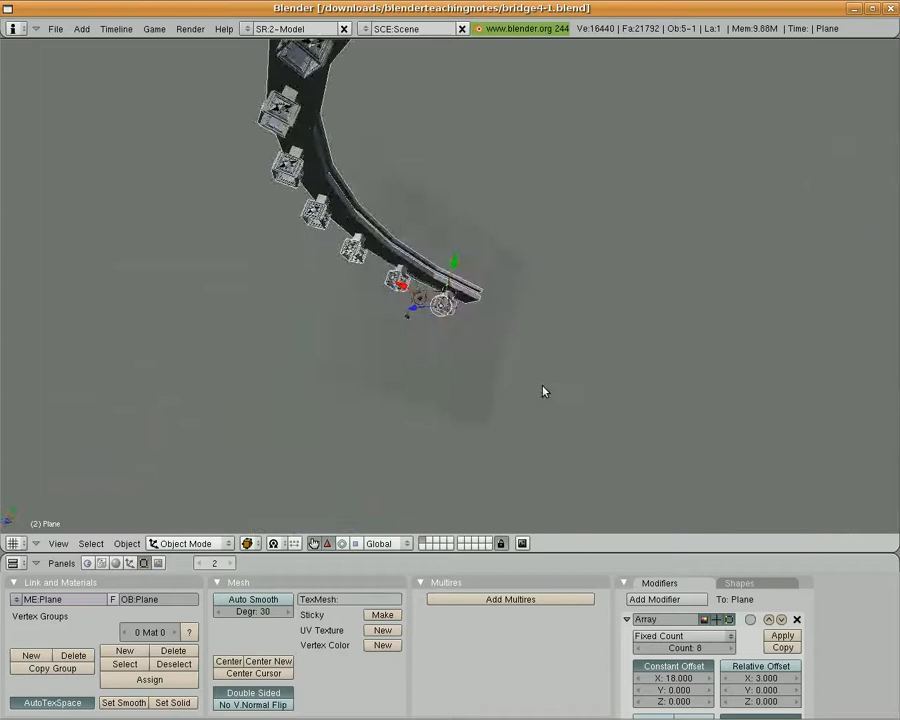 Blender [/downloads/blenderteachingnotes/bridge4-1.blend]
File Add Timeline Game Render Help SR:2-Model SCE:Scene www.blender.org 244 Ve:16440 | Fa:21792 | Ob:5-1 | La:1 | Mem:9.88M | Time: | Plane
(2) Plane
View Select Object Object Mode Global
Panels 2
Link and Materials Mesh Multires Modifiers Shapes
ME:Plane F OB:Plane Auto Smooth TexMesh: Add Multires Add Modifier To: Plane
Vertex Groups Degr: 30 Sticky Make Array
0 Mat 0 ? UV Texture New Fixed Count Apply
Vertex Color New Count: 8 Copy
New Delete New Delete Center Center New Constant Offset Relative Offset
Copy Group Select Deselect Center Cursor X: 18.000 X: 3.000
Assign Double Sided Y: 0.000 Y: 0.000
AutoTexSpace Set Smooth Set Solid No V.Normal Flip Z: 0.000 Z: 0.000